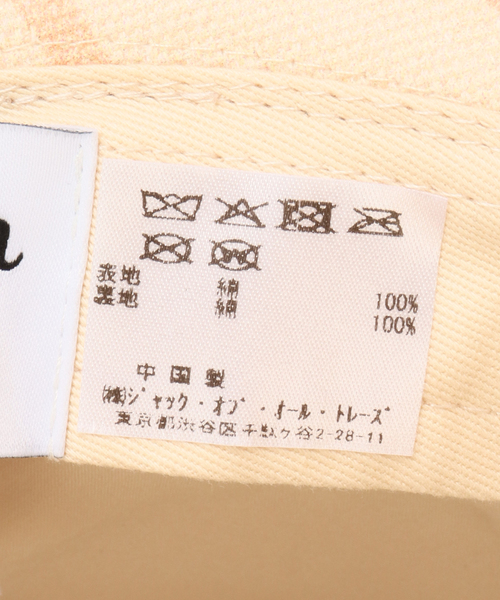 表地 綿 100%
裏地 綿 100%
中国製
㈱ジャック・オブ・オール・トレーズ
東京都渋谷区千駄ヶ谷2-28-11